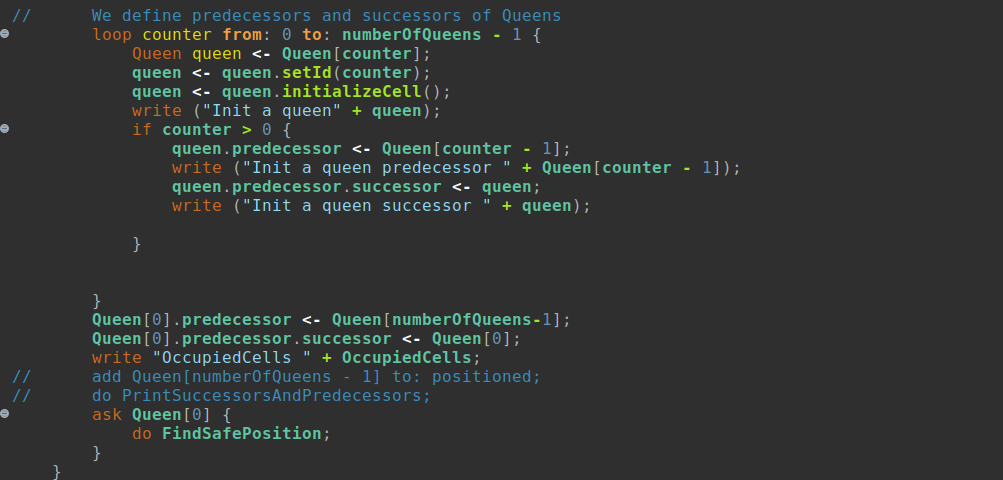 //      We define predecessors and successors of Queens
        loop counter from: 0 to: numberOfQueens - 1 {
            Queen queen <- Queen[counter];
            queen <- queen.setId(counter);
            queen <- queen.initializeCell();
            write ("Init a queen" + queen);
            if counter > 0 {
                queen.predecessor <- Queen[counter - 1];
                write ("Init a queen predecessor " + Queen[counter - 1]);
                queen.predecessor.successor <- queen;
                write ("Init a queen successor " + queen);
            }
        }
        Queen[0].predecessor <- Queen[numberOfQueens-1];
        Queen[0].predecessor.successor <- Queen[0];
        write "OccupiedCells " + OccupiedCells;
//      add Queen[numberOfQueens - 1] to: positioned;
//      do PrintSuccessorsAndPredecessors;
        ask Queen[0] {
            do FindSafePosition;
        }
    }